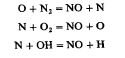 O + N₂ = NO + N
N + O₂ = NO + O
N + OH = NO + H